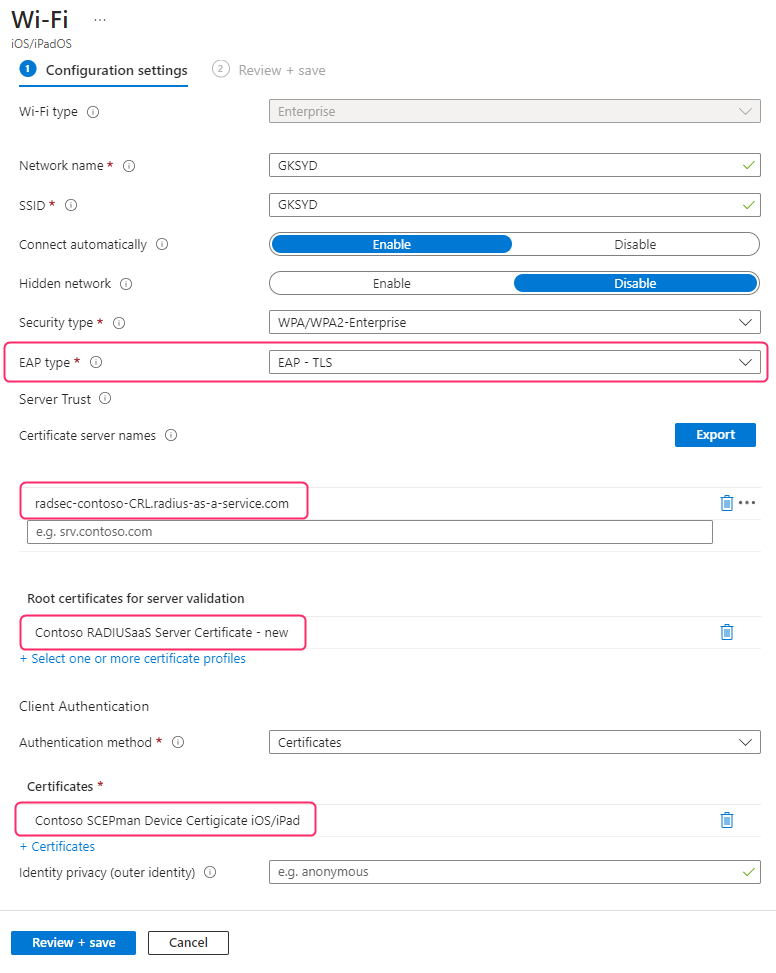 Wi-Fi ...
iOS/iPadOS
1 Configuration settings 2 Review + save
Wi-Fi type Enterprise
Network name * GKSYD
SSID * GKSYD
Connect automatically Enable Disable
Hidden network Enable Disable
Security type * WPA/WPA2-Enterprise
EAP type * EAP - TLS
Server Trust
Certificate server names Export
radsec-contoso-CRL.radius-as-a-service.com
e.g. srv.contoso.com
Root certificates for server validation
Contoso RADIUSaaS Server Certificate - new
+ Select one or more certificate profiles
Client Authentication
Authentication method * Certificates
Certificates *
Contoso SCEPman Device Certigicate iOS/iPad
+ Certificates
Identity privacy (outer identity) e.g. anonymous
Review + save Cancel